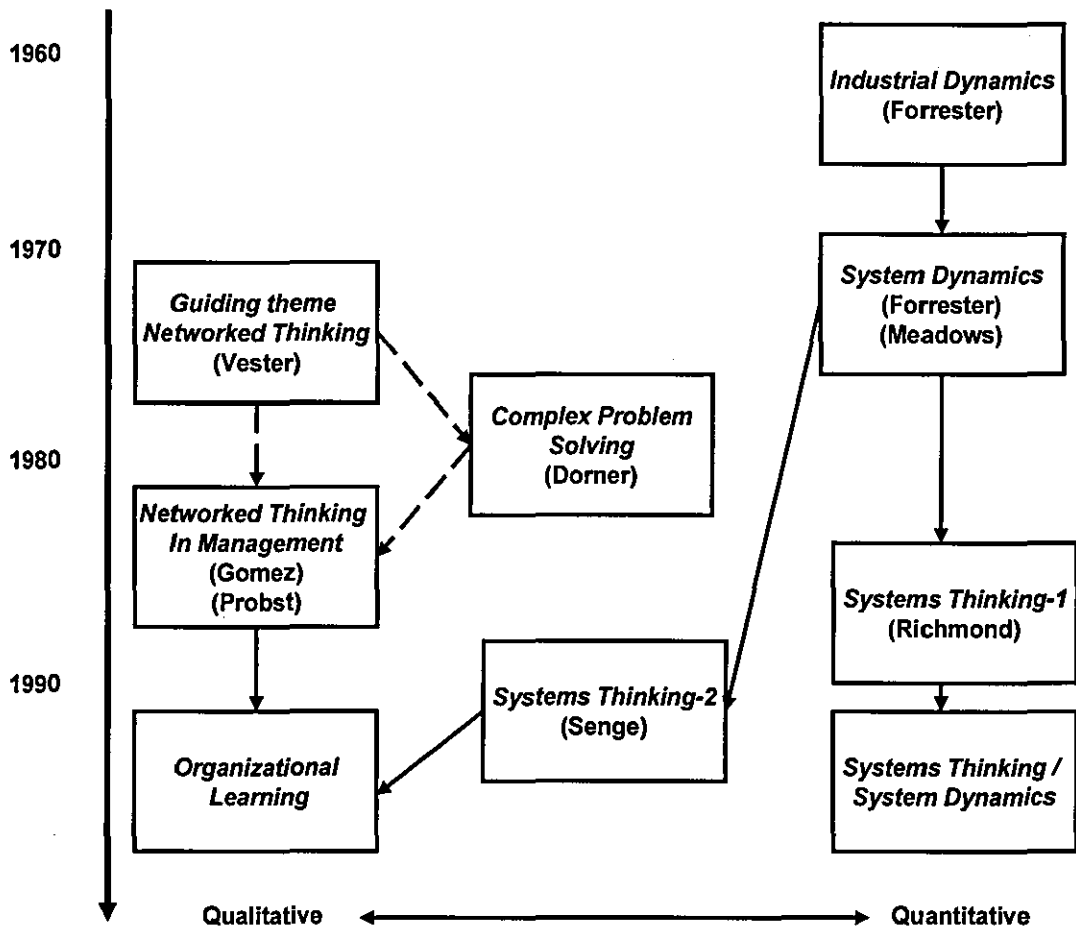 1960
Industrial Dynamics
(Forrester)
1970
System Dynamics
(Forrester)
(Meadows)
Guiding theme
Networked Thinking
(Vester)
Complex Problem
Solving
(Dorner)
1980
Networked Thinking
In Management
(Gomez)
(Probst)
Systems Thinking-1
(Richmond)
1990
Systems Thinking-2
(Senge)
Organizational
Learning
Systems Thinking /
System Dynamics
Qualitative
Quantitative